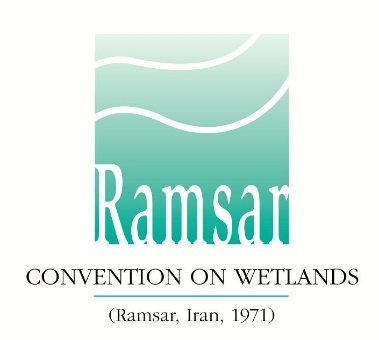 Ramsar
CONVENTION ON WETLANDS
(Ramsar, Iran, 1971)